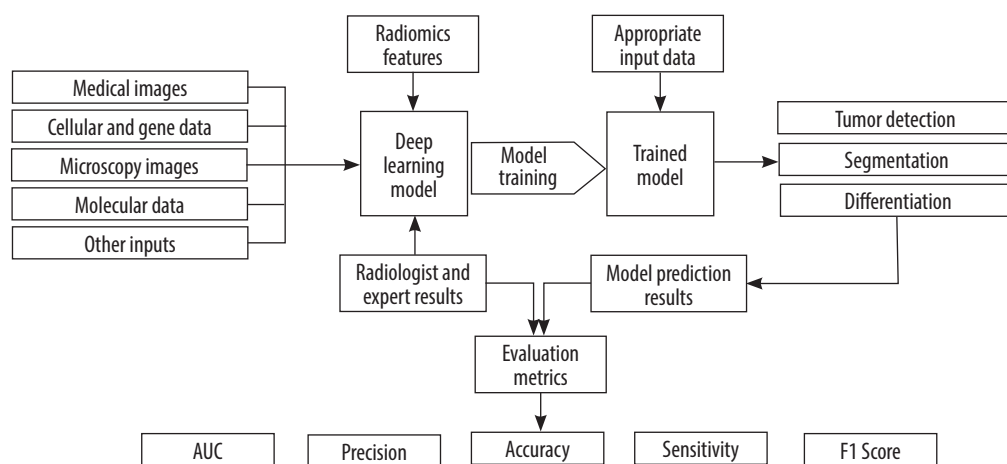 Radiomics
features
Appropriate
input data
Medical images
Cellular and gene data
Microscopy images
Molecular data
Other inputs
Deep
learning
model
Model
training
Trained
model
Tumor detection
Segmentation
Differentiation
Radiologist and
expert results
Model prediction
results
Evaluation
metrics
AUC
Precision
Accuracy
Sensitivity
F1 Score